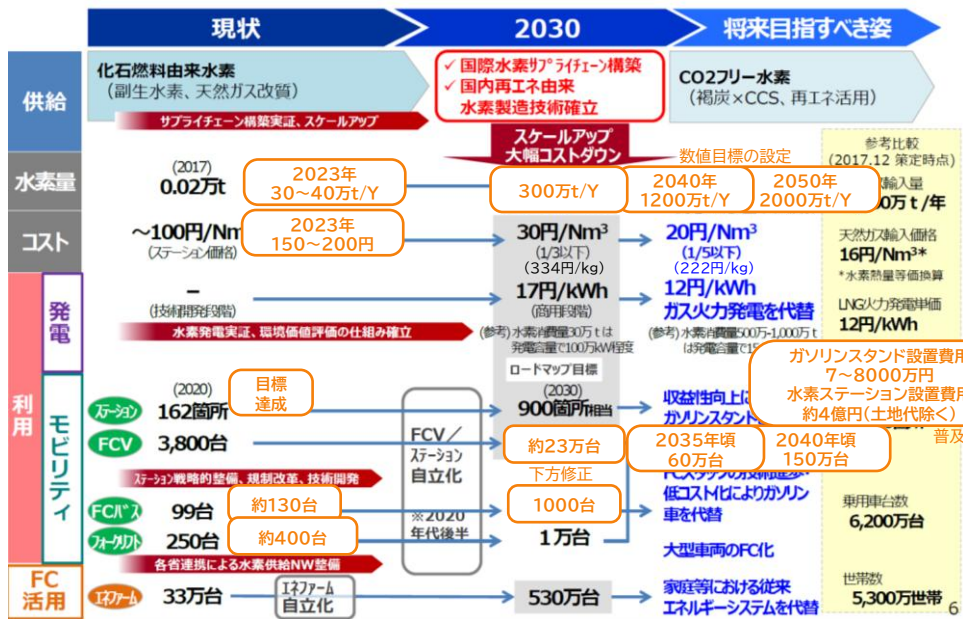 現状
2030
将来目指すべき姿
供給
化石燃料由来水素
(副生水素、天然ガス改質)
✓ 国際水素サプライチェーン構築
✓ 国内再エネ由来
水素製造技術確立
CO2フリー水素
(褐炭×CCS、再エネ活用)
サプライチェーン構築実証、スケールアップ
スケールアップ
大幅コストダウン
数値目標の設定
参考比較
(2017.12 策定時点)
水素量
(2017)
0.02万t
2023年
30~40万t/Y
300万t/Y
2040年
1200万t/Y
2050年
2000万t/Y
輸入量
万t/年
コスト
~100円/Nm
(ステーション価格)
2023年
150~200円
30円/Nm³
(1/3以下)
(334円/kg)
20円/Nm³
(1/5以下)
(222円/kg)
天然ガス輸入価格
16円/Nm³*
*水素熱量等価換算
利用
発電
-
(技術開発段階)
17円/kWh
(商用段階)
12円/kWh
ガス火力発電を代替
LNG火力発電単価
12円/kWh
水素発電実証、環境価値評価の仕組み確立
(参考)水素消費量30万tは
発電容量で100万kW程度
(参考)水素消費量500万-1,000万t
は発電容量で
ロードマップ目標
ガソリンスタンド設置費用
7~8000万円
水素ステーション設置費用
約4億円(土地代除く)
普及
モビリティ
ステーション
(2020)
162箇所
目標
達成
(2030)
900箇所相当
収益性向上に
ガソリンスタンド
FCV
3,800台
FCV/
ステーション
自立化
※2020
年代後半
約23万台
2035年頃
60万台
2040年頃
150万台
ステーション戦略的整備、規制改革、技術開発
下方修正
FCスタックの技術進歩・
低コスト化によりガソリン
車を代替
FCバス
99台
約130台
1000台
乗用車台数
6,200万台
フォークリフト
250台
約400台
1万台
大型車両のFC化
各省連携による水素供給NW整備
FC
活用
エネファーム
33万台
エネファーム
自立化
530万台
家庭等における従来
エネルギーシステムを代替
世帯数
5,300万世帯
6